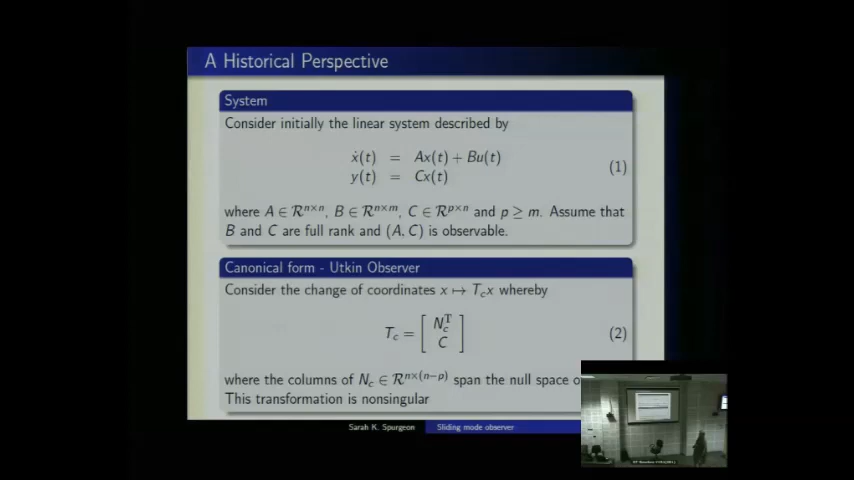 A Historical Perspective
System
Consider initially the linear system described by
ẋ(t) = Ax(t) + Bu(t)
y(t) = Cx(t)
(1)
where A ∈ ℛⁿˣⁿ, B ∈ ℛⁿˣᵐ, C ∈ ℛᵖˣⁿ and p ≥ m. Assume that
B and C are full rank and (A, C) is observable.
Canonical form - Utkin Observer
Consider the change of coordinates x ↦ T_c x whereby
T_c = [ N_c^T
C ]
(2)
where the columns of N_c ∈ ℛ^{n×(n−p)} span the null space
This transformation is nonsingular
Sarah K. Spurgeon Sliding mode observer